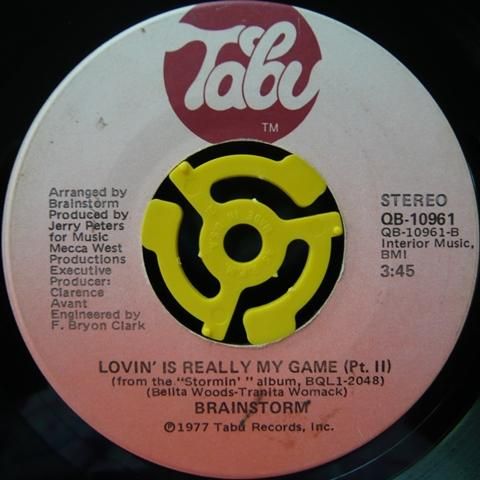 Tabu
TM
Arranged by
Brainstorm
Produced by
Jerry Peters
for Music
Mecca West
Productions
Executive
Producer:
Clarence
Avant
Engineered by
F. Bryon Clark
STEREO
QB-10961
QB-10961-B
Interior Music,
BMI
3:45
LOVIN' IS REALLY MY GAME (Pt. II)
(from the "Stormin' " album, BQL1-2048)
(Belita Woods-Tranita Womack)
BRAINSTORM
©1977 Tabu Records, Inc.